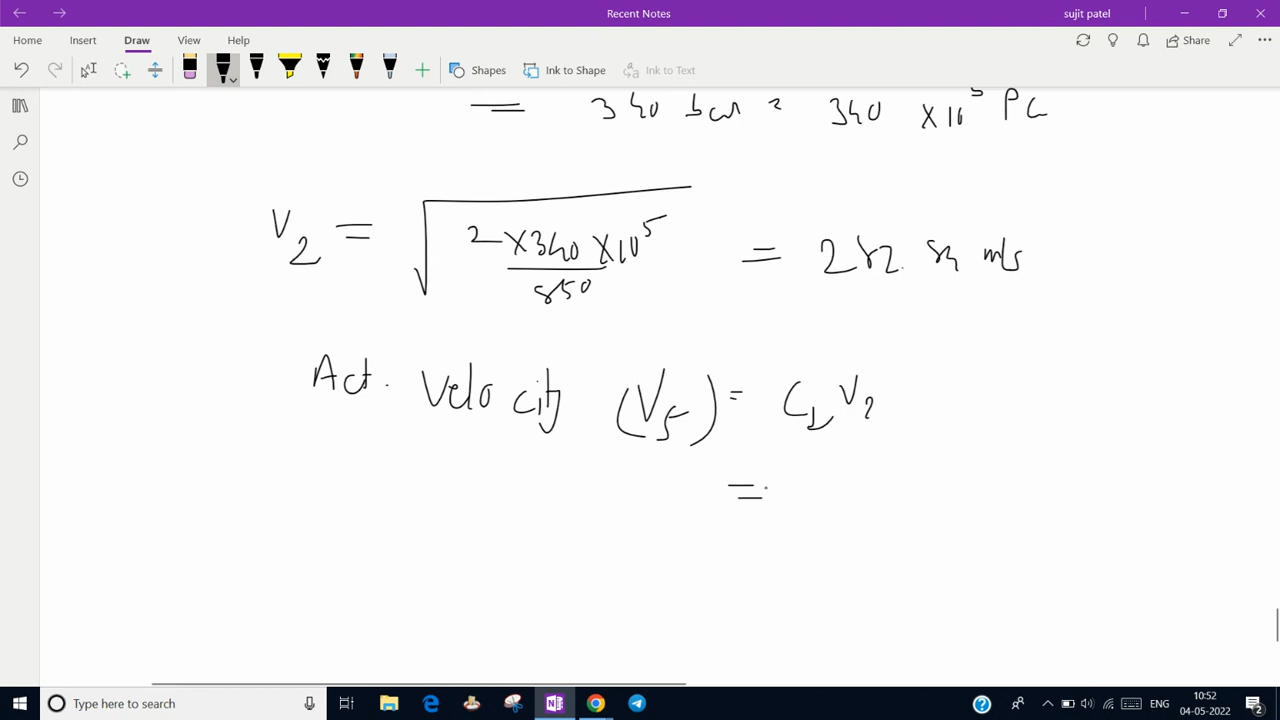 Recent Notes
sujit patel
Home Insert Draw View Help
Share
Shapes Ink to Shape Ink to Text
= 340 bar = 340 x 10^5 Pa
V2 = √(2 x 340 x 10^5 / 850) = 282.84 m/s
Act. Velocity (Vf) = Cd V2
=
Type here to search
ENG
10:52
04-05-2022
2